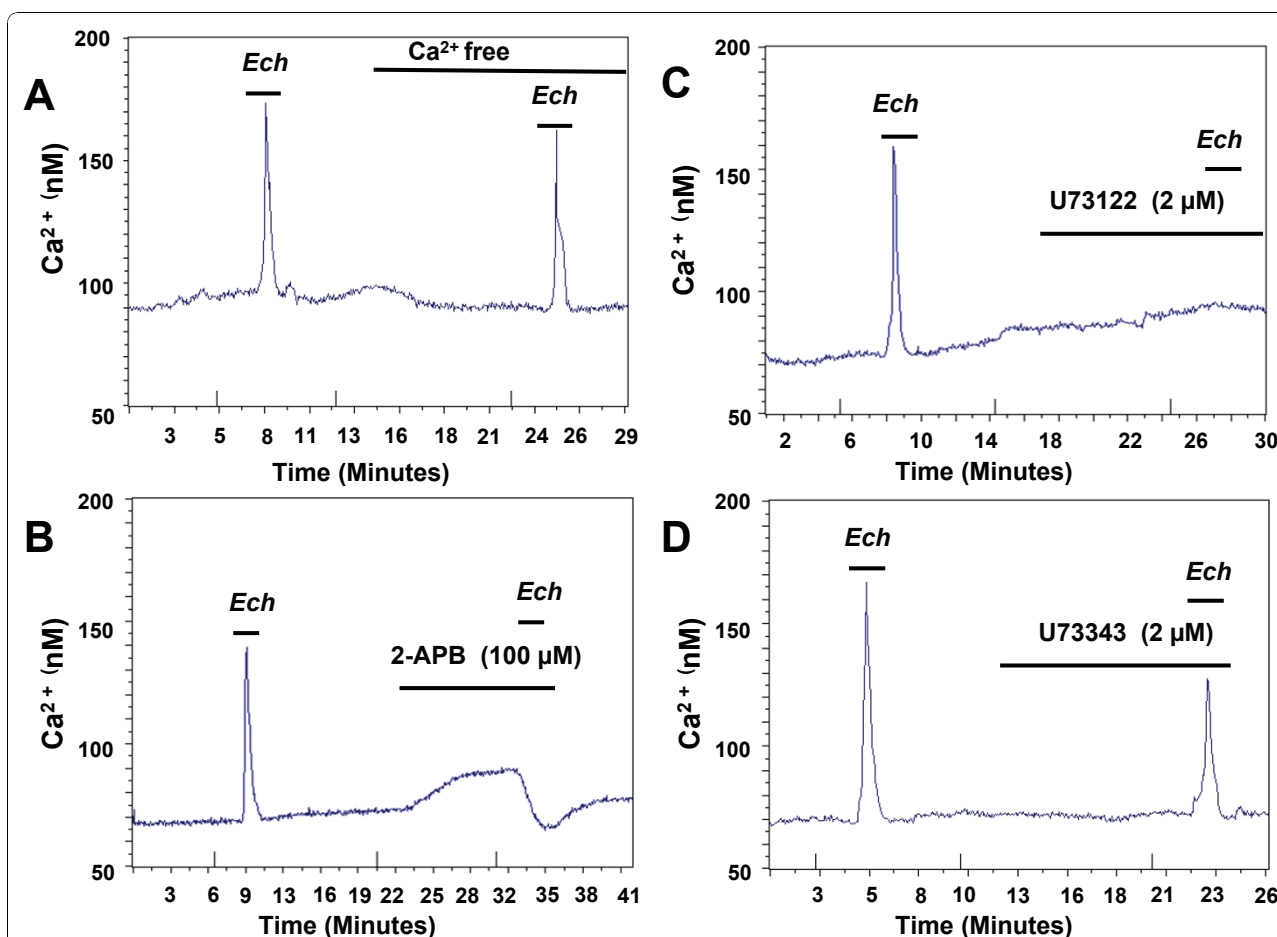 A
200
150
100
50
Ca²⁺ (nM)
Ech
Ca²⁺ free
Ech
3 5 8 11 13 16 18 21 24 26 29
Time (Minutes)
B
200
150
100
50
Ca²⁺ (nM)
Ech
Ech
2-APB (100 µM)
3 6 9 13 16 19 22 25 28 32 35 38 41
Time (Minutes)
C
200
150
100
50
Ca²⁺ (nM)
Ech
Ech
U73122 (2 µM)
2 6 10 14 18 22 26 30
Time (Minutes)
D
200
150
100
50
Ca²⁺ (nM)
Ech
Ech
U73343 (2 µM)
3 5 8 10 13 16 18 21 23 26
Time (Minutes)